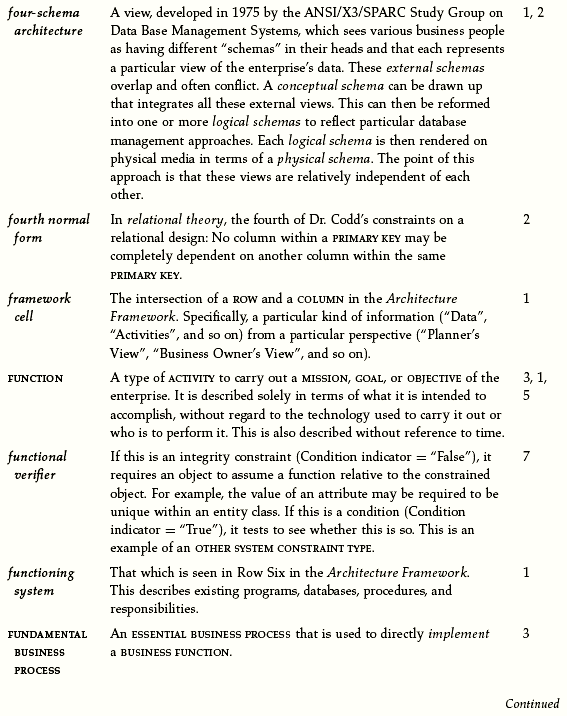 four-schema architecture
A view, developed in 1975 by the ANSI/X3/SPARC Study Group on 1, 2
Data Base Management Systems, which sees various business people
as having different “schemas” in their heads and that each represents
a particular view of the enterprise’s data. These external schemas
overlap and often conflict. A conceptual schema can be drawn up
that integrates all these external views. This can then be reformed
into one or more logical schemas to reflect particular database
management approaches. Each logical schema is then rendered on
physical media in terms of a physical schema. The point of this
approach is that these views are relatively independent of each
other.
fourth normal form
In relational theory, the fourth of Dr. Codd’s constraints on a 2
relational design: No column within a PRIMARY KEY may be
completely dependent on another column within the same
PRIMARY KEY.
framework cell
The intersection of a ROW and a COLUMN in the Architecture 1
Framework. Specifically, a particular kind of information (“Data”,
“Activities”, and so on) from a particular perspective (“Planner’s
View”, “Business Owner’s View”, and so on).
FUNCTION
A type of ACTIVITY to carry out a MISSION, GOAL, or OBJECTIVE of the 3, 1,
enterprise. It is described solely in terms of what it is intended to 5
accomplish, without regard to the technology used to carry it out or
who is to perform it. This is also described without reference to time.
functional verifier
If this is an integrity constraint (Condition indicator = “False”), it 7
requires an object to assume a function relative to the constrained
object. For example, the value of an attribute may be required to be
unique within an entity class. If this is a condition (Condition
indicator = “True”), it tests to see whether this is so. This is an
example of an OTHER SYSTEM CONSTRAINT TYPE.
functioning system
That which is seen in Row Six in the Architecture Framework. 1
This describes existing programs, databases, procedures, and
responsibilities.
FUNDAMENTAL BUSINESS PROCESS
An ESSENTIAL BUSINESS PROCESS that is used to directly implement 3
a BUSINESS FUNCTION.
Continued